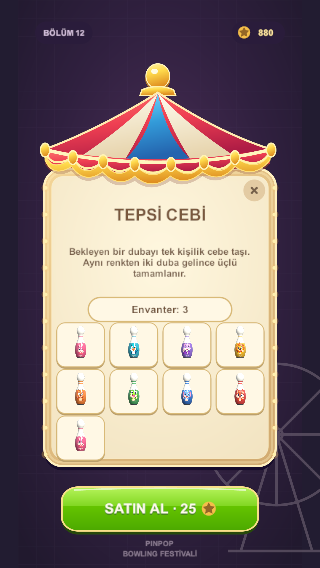 BÖLÜM 12
880
TEPSİ CEBİ
Bekleyen bir dubayı tek kişilik cebe taşı.
Aynı renkten iki duba gelince üçlü
tamamlanır.
Envanter: 3
SATIN AL · 25
PINPOP
BOWLING FESTİVALİ